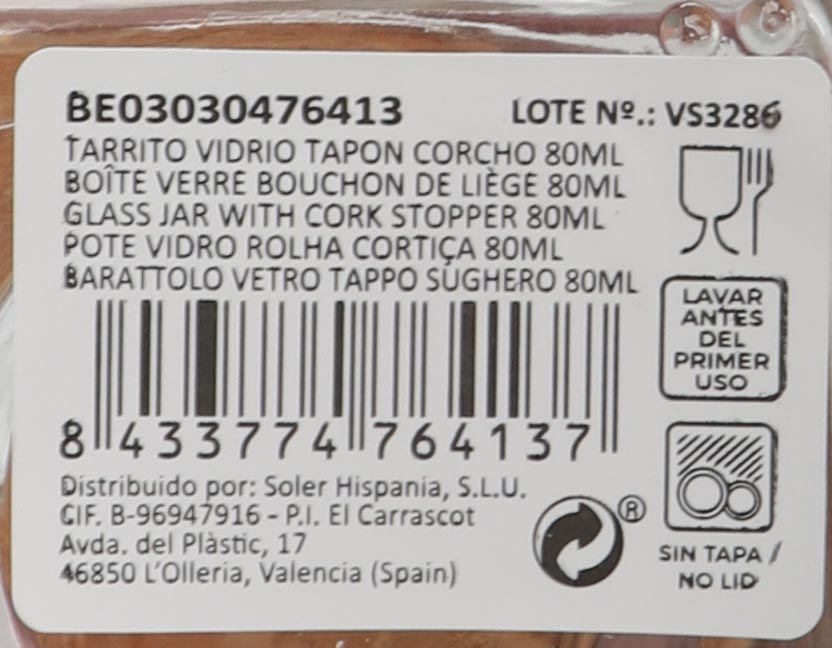 BE03030476413
LOTE Nº.: VS3286
TARRITO VIDRIO TAPON CORCHO 80ML
BOÎTE VERRE BOUCHON DE LIÈGE 80ML
GLASS JAR WITH CORK STOPPER 80ML
POTE VIDRO ROLHA CORTIÇA 80ML
BARATTOLO VETRO TAPPO SUGHERO 80ML
LAVAR
ANTES
DEL
PRIMER
USO
8 433774 764137
Distribuido por: Soler Hispania, S.L.U.
CIF. B-96947916 - P.I. El Carrascot
Avda. del Plàstic, 17
46850 L'Olleria, Valencia (Spain)
®
SIN TAPA /
NO LID